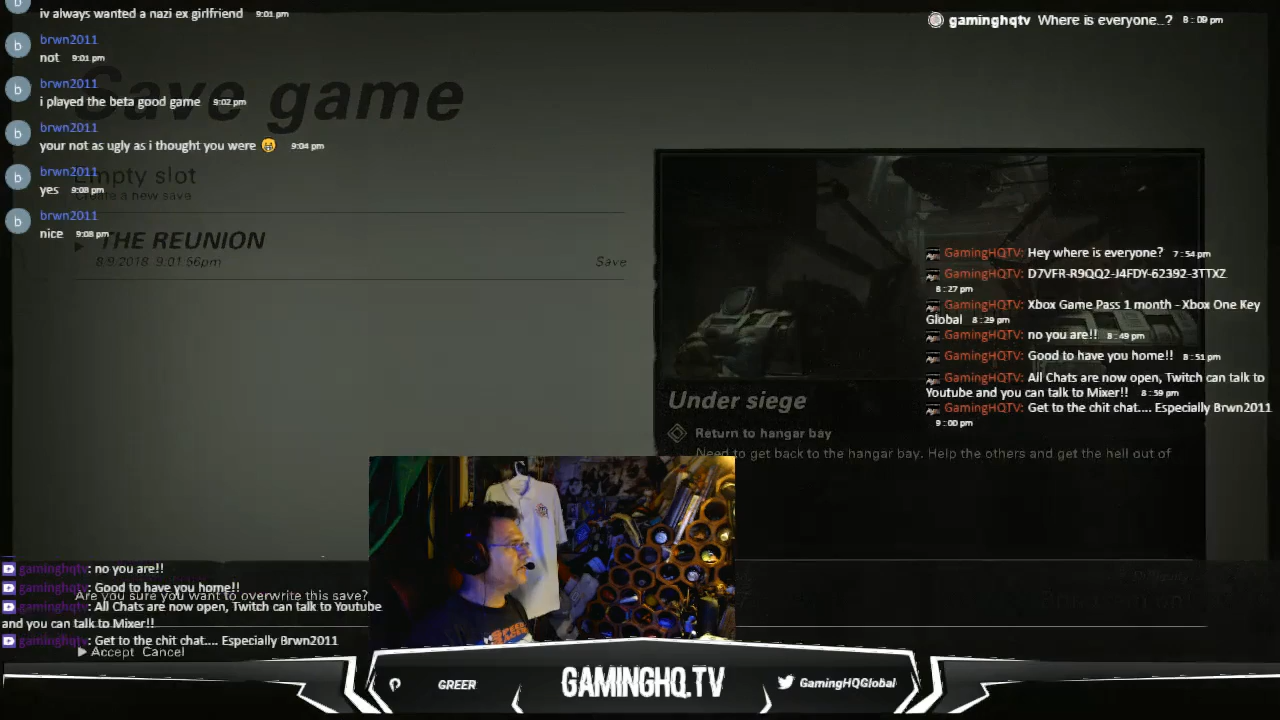 iv always wanted a nazi ex girlfriend 9:01 pm
b brwn2011
not 9:01 pm
b brwn2011
i played the beta good game 9:02 pm
b brwn2011
your not as ugly as i thought you were 9:04 pm
b brwn2011
yes 9:08 pm
b brwn2011
nice 9:08 pm
Save game
Empty slot
Create a new save
THE REUNION
8.9.2018 9:01:56pm Save
gaminghqtv Where is everyone..? 8:09 pm
GamingHQTV: Hey where is everyone? 7:54 pm
GamingHQTV: D7VFR-R9QQ2-J4FDY-62392-3TTXZ
8:27 pm
GamingHQTV: Xbox Game Pass 1 month - Xbox One Key
Global 8:29 pm
GamingHQTV: no you are!! 8:49 pm
GamingHQTV: Good to have you home!! 8:51 pm
GamingHQTV: All Chats are now open, Twitch can talk to
Youtube and you can talk to Mixer!! 8:59 pm
GamingHQTV: Get to the chit chat.... Especially Brwn2011
9:00 pm
Under siege
Return to hangar bay
Need to get back to the hangar bay. Help the others and get the hell out of
gaminghqtv: no you are!!
gaminghqtv: Good to have you home!!
Are you sure you want to overwrite this save?
gaminghqtv: All Chats are now open, Twitch can talk to Youtube
and you can talk to Mixer!!
gaminghqtv: Get to the chit chat.... Especially Brwn2011
Accept Cancel
GREER
GAMINGHQ.TV
GamingHQGlobal